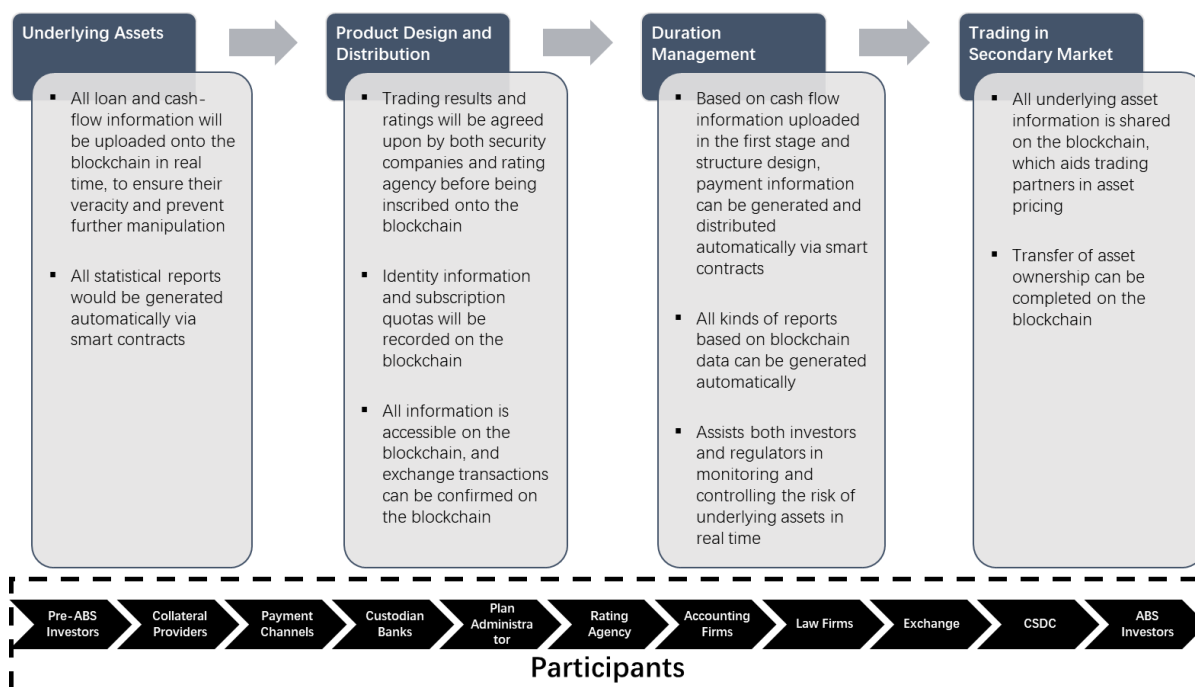 Underlying Assets
All loan and cash-
flow information will
be uploaded onto the
blockchain in real
time, to ensure their
veracity and prevent
further manipulation
All statistical reports
would be generated
automatically via
smart contracts
Product Design and
Distribution
Trading results and
ratings will be agreed
upon by both security
companies and rating
agency before being
inscribed onto the
blockchain
Identity information
and subscription
quotas will be
recorded on the
blockchain
All information is
accessible on the
blockchain, and
exchange transactions
can be confirmed on
the blockchain
Duration
Management
Based on cash flow
information uploaded
in the first stage and
structure design,
payment information
can be generated and
distributed
automatically via smart
contracts
All kinds of reports
based on blockchain
data can be generated
automatically
Assists both investors
and regulators in
monitoring and
controlling the risk of
underlying assets in
real time
Trading in
Secondary Market
All underlying asset
information is shared
on the blockchain,
which aids trading
partners in asset
pricing
Transfer of asset
ownership can be
completed on the
blockchain
Pre-ABS
Investors
Collateral
Providers
Payment
Channels
Custodian
Banks
Plan
Administra
tor
Rating
Agency
Accounting
Firms
Law Firms
Exchange
CSDC
ABS
Investors
Participants